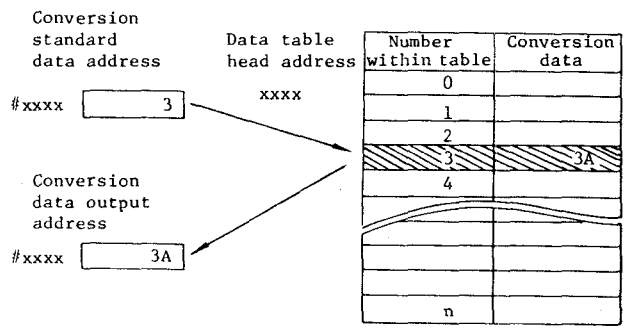 Conversion
standard
data address
#xxxx 3
Data table
head address
xxxx
Number
within table
Conversion
data
0
1
2
3 3A
4
n
Conversion
data output
address
#xxxx 3A